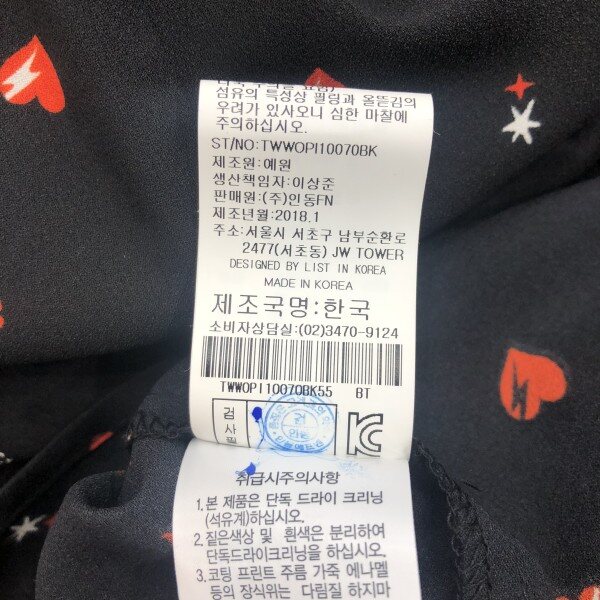 섬유의 특성상 필링과 올뜯김의
우려가 있사오니 심한 마찰에
주의하십시오.
ST/NO:TWWOPI10070BK
제조원:예원
생산책임자:이상준
판매원:(주)인동FN
제조년월:2018.1
주소:서울시 서초구 남부순환로
2477(서초동) JW TOWER
DESIGNED BY LIST IN KOREA
MADE IN KOREA
제조국명:한국
소비자상담실:(02)3470-9124
TWWOPI10070BK55 BT
검사필
취급시주의사항
1.본 제품은 단독 드라이 크리닝
(석유계)하십시오.
2.짙은색상 및 흰색은 분리하여
단독드라이크리닝을 하십시오.
3.코팅 프린트 주름 가죽 에나멜
등의 장식위는 다림질 하지마